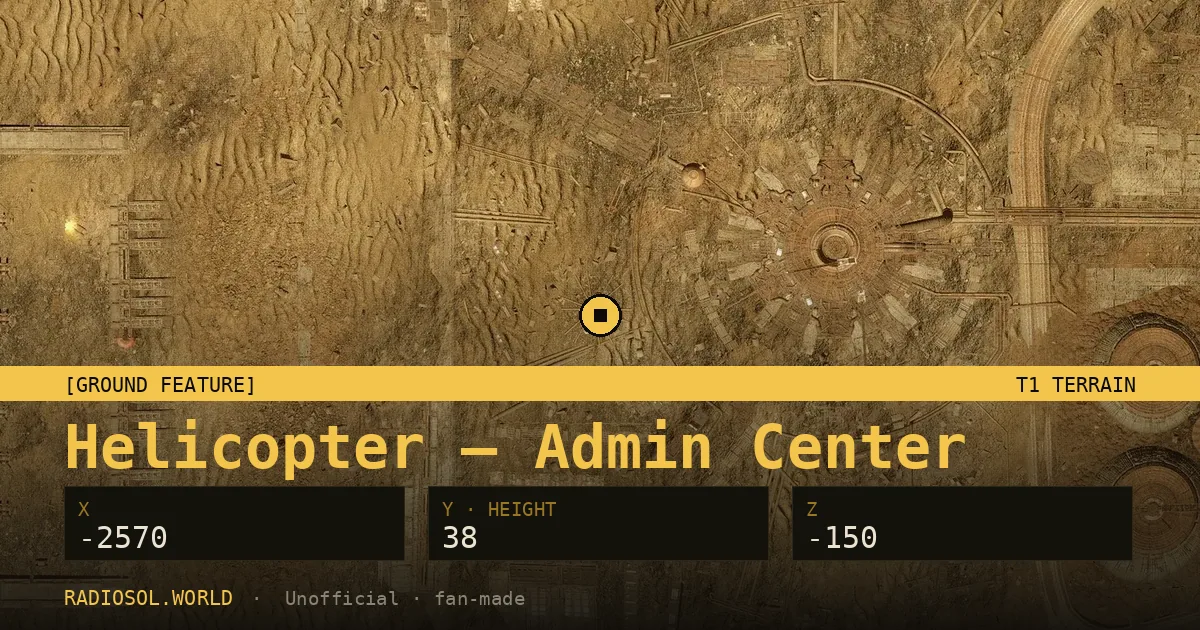 [GROUND FEATURE] T1 TERRAIN
Helicopter — Admin Center
X Y · HEIGHT Z
-2570 38 -150
RADIOSOL.WORLD · Unofficial · fan-made